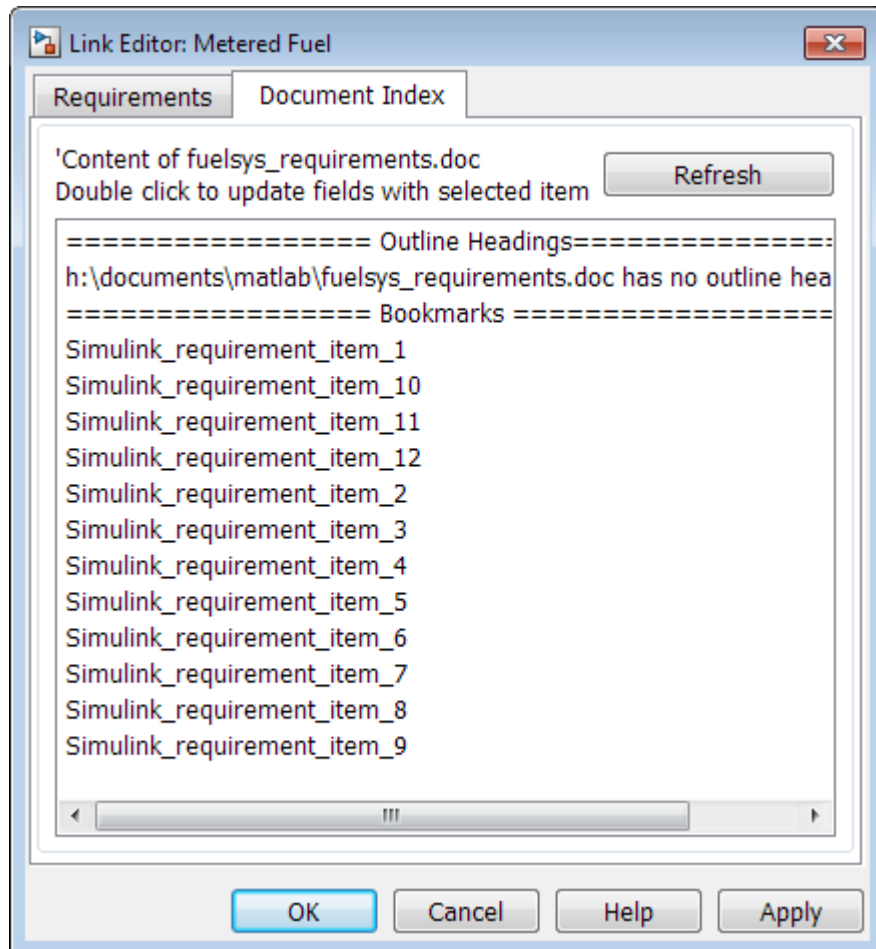 Link Editor: Metered Fuel
Requirements Document Index
'Content of fuelsys_requirements.doc
Double click to update fields with selected item
Refresh
================= Outline Headings===============
h:\documents\matlab\fuelsys_requirements.doc has no outline hea
================= Bookmarks ==================
Simulink_requirement_item_1
Simulink_requirement_item_10
Simulink_requirement_item_11
Simulink_requirement_item_12
Simulink_requirement_item_2
Simulink_requirement_item_3
Simulink_requirement_item_4
Simulink_requirement_item_5
Simulink_requirement_item_6
Simulink_requirement_item_7
Simulink_requirement_item_8
Simulink_requirement_item_9
OK Cancel Help Apply